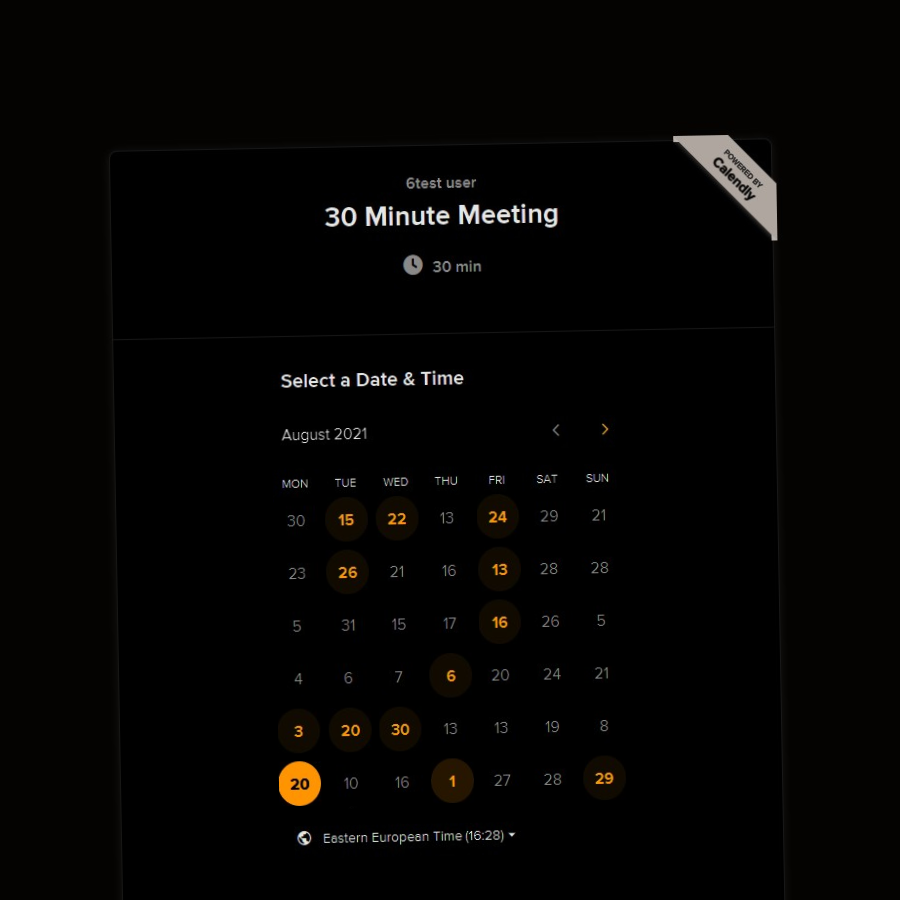 POWERED BY
Calendly
6test user
30 Minute Meeting
30 min
Select a Date & Time
August 2021
MON TUE WED THU FRI SAT SUN
30 15 22 13 24 29 21
23 26 21 16 13 28 28
5 31 15 17 16 26 5
4 6 7 6 20 24 21
3 20 30 13 13 19 8
20 10 16 1 27 28 29
Eastern European Time (16:28)